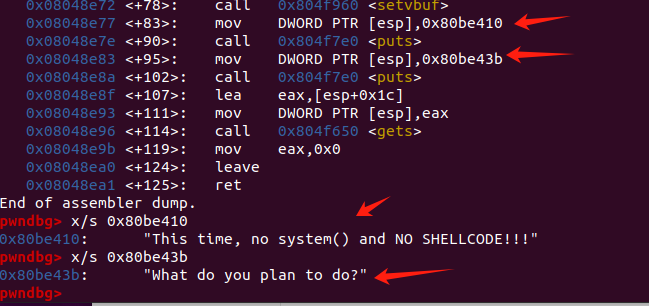 0x08048e72 <+78>: call 0x804f960 <setvbuf>
0x08048e77 <+83>: mov DWORD PTR [esp],0x80be410
0x08048e7e <+90>: call 0x804f7e0 <puts>
0x08048e83 <+95>: mov DWORD PTR [esp],0x80be43b
0x08048e8a <+102>: call 0x804f7e0 <puts>
0x08048e8f <+107>: lea eax,[esp+0x1c]
0x08048e93 <+111>: mov DWORD PTR [esp],eax
0x08048e96 <+114>: call 0x804f650 <gets>
0x08048e9b <+119>: mov eax,0x0
0x08048ea0 <+124>: leave
0x08048ea1 <+125>: ret
End of assembler dump.
pwndbg> x/s 0x80be410
0x80be410: "This time, no system() and NO SHELLCODE!!!"
pwndbg> x/s 0x80be43b
0x80be43b: "What do you plan to do?"
pwndbg>